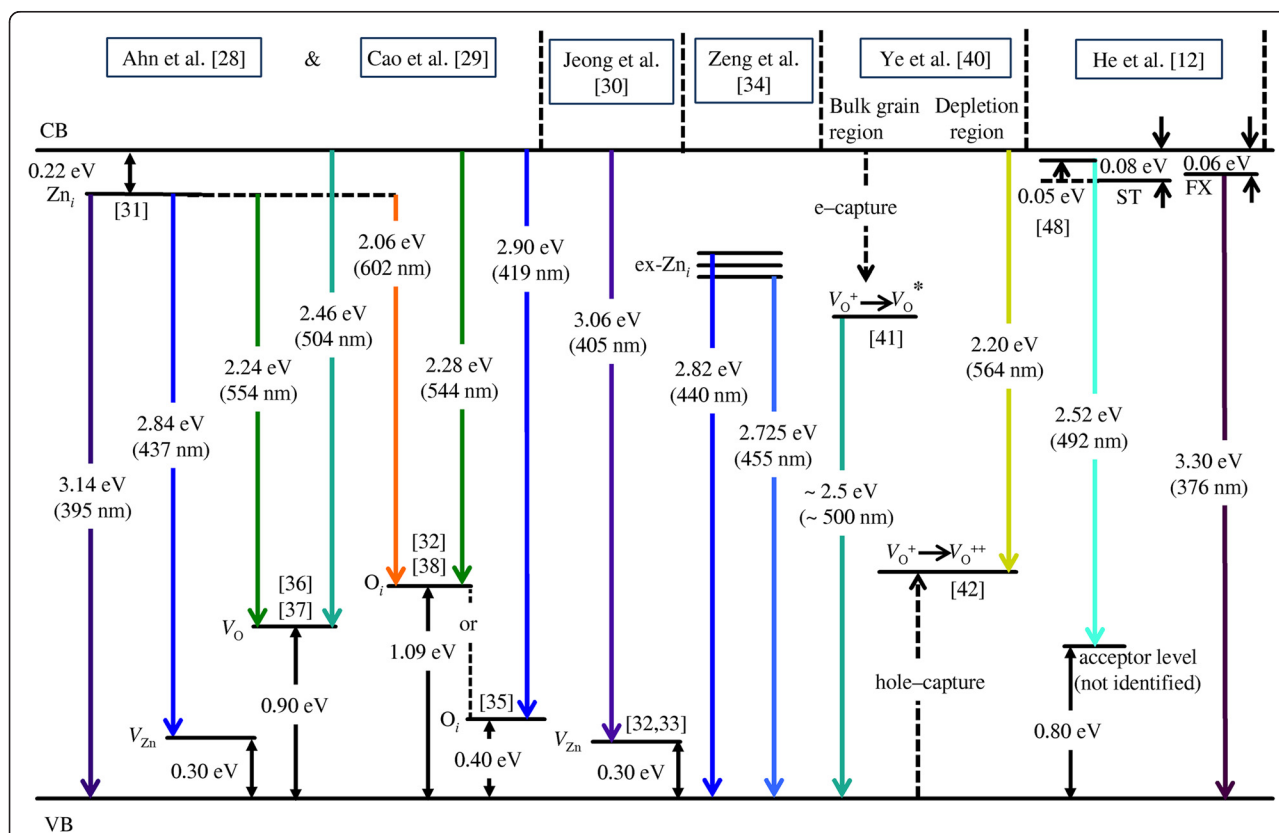 Ahn et al. [28]
&
Cao et al. [29]
Jeong et al.
[30]
Zeng et al.
[34]
Ye et al. [40]
He et al. [12]
Bulk grain
region
Depletion
region
CB
0.22 eV
Zni
[31]
3.14 eV
(395 nm)
2.84 eV
(437 nm)
2.24 eV
(554 nm)
2.46 eV
(504 nm)
2.06 eV
(602 nm)
2.28 eV
(544 nm)
2.90 eV
(419 nm)
3.06 eV
(405 nm)
ex-Zni
2.82 eV
(440 nm)
2.725 eV
(455 nm)
e–capture
VO+ → VO*
[41]
~ 2.5 eV
(~ 500 nm)
2.20 eV
(564 nm)
VO+ → VO++
[42]
hole–capture
0.08 eV
0.06 eV
0.05 eV
ST
FX
[48]
2.52 eV
(492 nm)
3.30 eV
(376 nm)
acceptor level
(not identified)
0.80 eV
[36]
[37]
VO
0.90 eV
[32]
[38]
Oi
or
1.09 eV
[35]
Oi
0.40 eV
VZn
0.30 eV
[32,33]
VZn
0.30 eV
VB